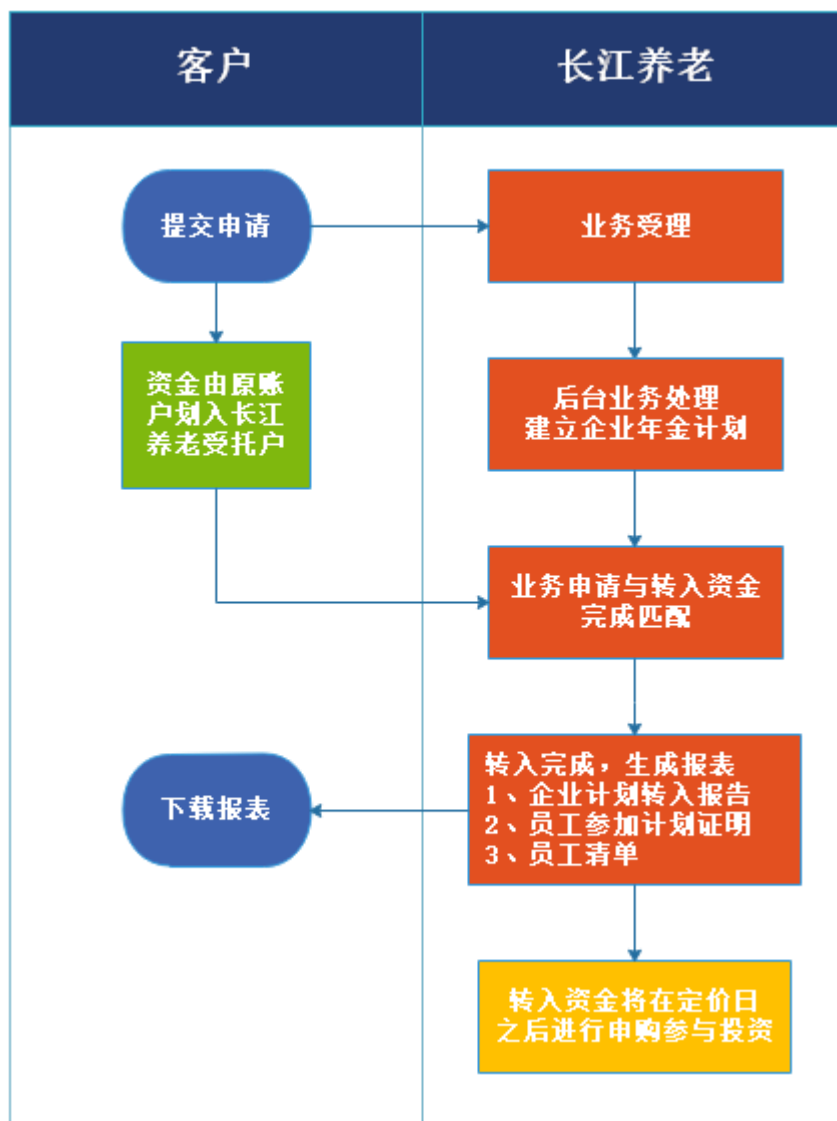 客户
长江养老
提交申请
业务受理
资金由原账
户划入长江
养老受托户
后台业务处理
建立企业年金计划
业务申请与转入资金
完成匹配
转入完成，生成报表
1、企业计划转入报告
2、员工参加计划证明
3、员工清单
下载报表
转入资金将在定价日
之后进行申购参与投资